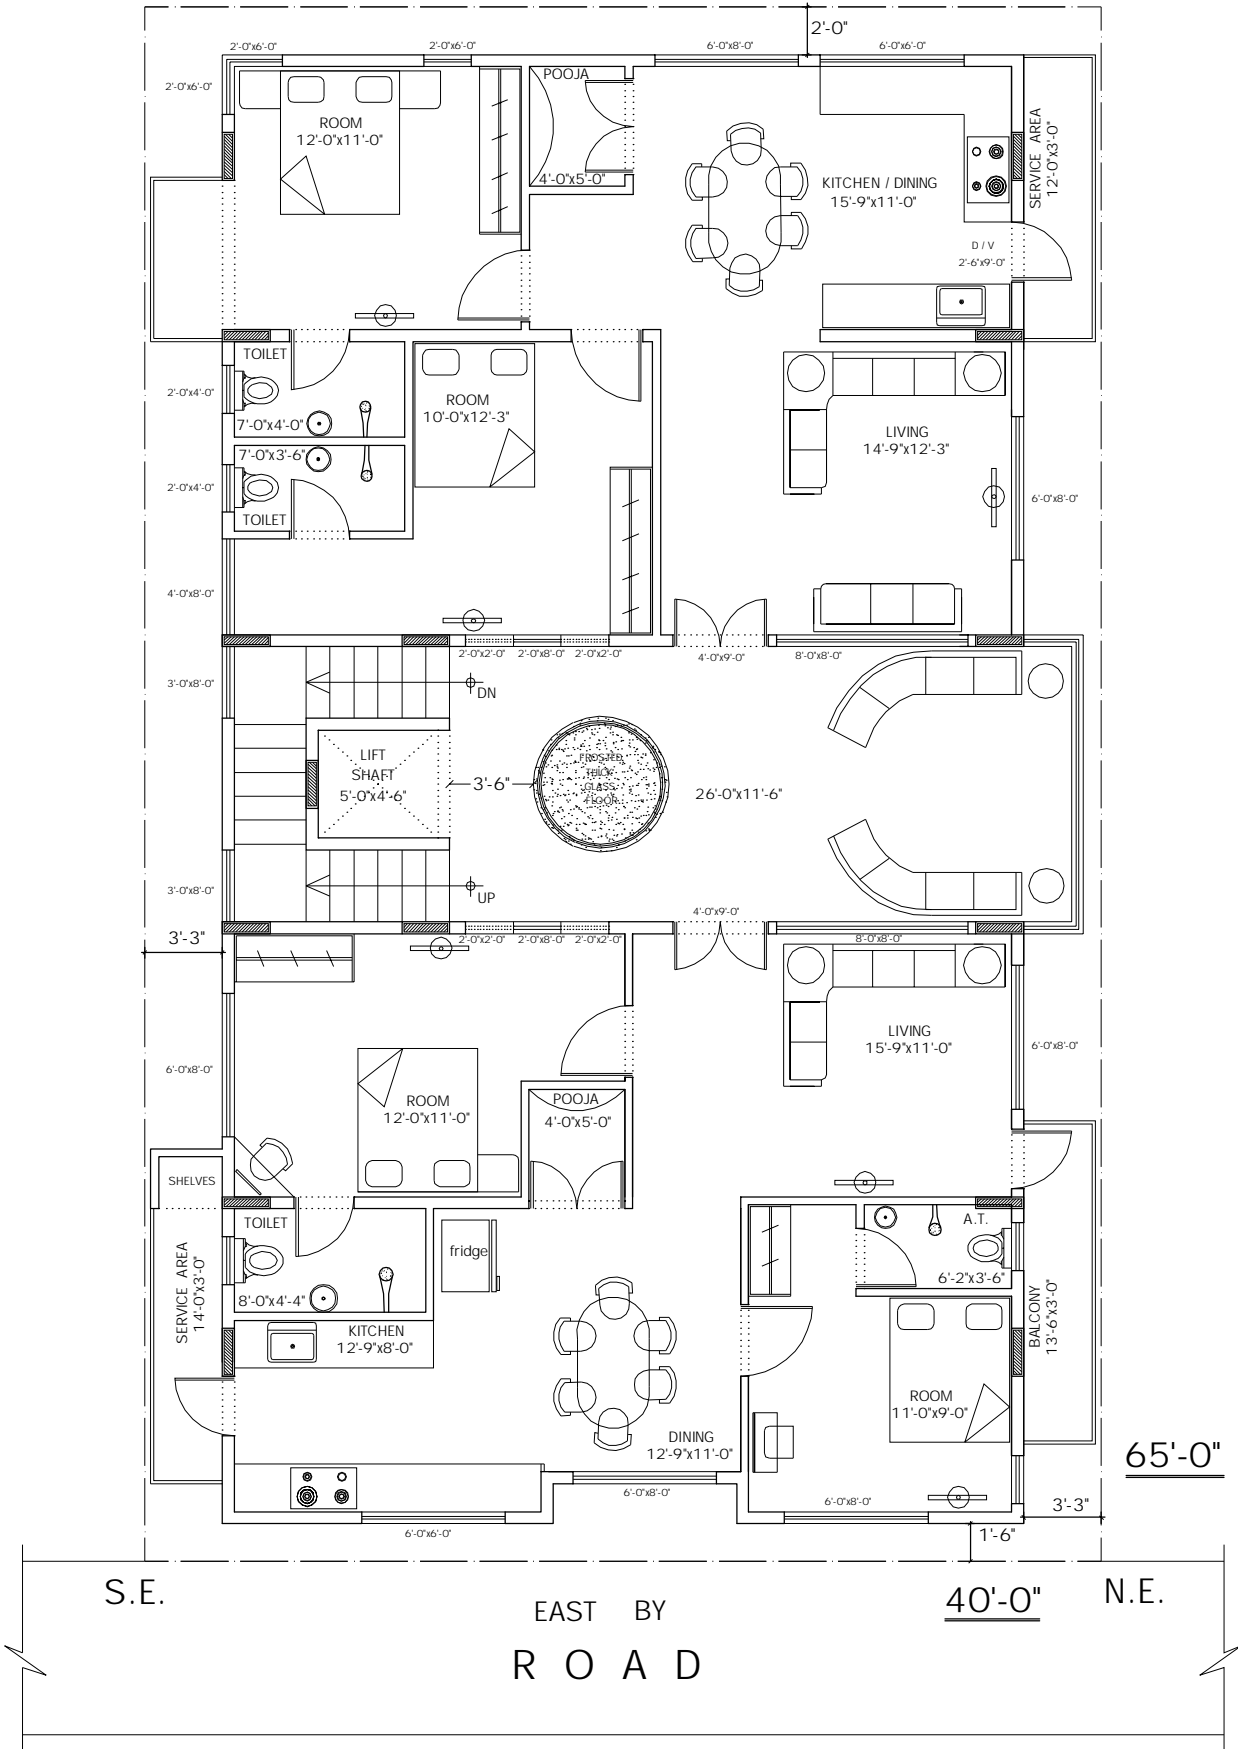 2'-0"
2'-0"x6'-0"
2'-0"x6'-0"
6'-0"x8'-0"
6'-0"x6'-0"
2'-0"x6'-0"
POOJA
4'-0"x5'-0"
ROOM
12'-0"x11'-0"
KITCHEN / DINING
15'-9"x11'-0"
SERVICE AREA
12'-0"x3'-0"
D / V
2'-6"x9'-0"
TOILET
7'-0"x4'-0"
2'-0"x4'-0"
7'-0"x3'-6"
TOILET
2'-0"x4'-0"
ROOM
10'-0"x12'-3"
LIVING
14'-9"x12'-3"
6'-0"x8'-0"
4'-0"x8'-0"
2'-0"x2'-0"
2'-0"x8'-0"
2'-0"x2'-0"
4'-0"x9'-0"
8'-0"x8'-0"
3'-0"x8'-0"
DN
LIFT
SHAFT
5'-0"x4'-6"
3'-6"
FROSTED
THICK
GLASS
FLOOR
26'-0"x11'-6"
3'-0"x8'-0"
UP
4'-0"x9'-0"
3'-3"
2'-0"x2'-0"
2'-0"x8'-0"
2'-0"x2'-0"
8'-0"x8'-0"
LIVING
15'-9"x11'-0"
6'-0"x8'-0"
6'-0"x8'-0"
ROOM
12'-0"x11'-0"
POOJA
4'-0"x5'-0"
SHELVES
SERVICE AREA
14'-0"x3'-0"
TOILET
8'-0"x4'-4"
fridge
A.T.
6'-2"x3'-6"
BALCONY
13'-6"x3'-0"
KITCHEN
12'-9"x8'-0"
DINING
12'-9"x11'-0"
ROOM
11'-0"x9'-0"
6'-0"x8'-0"
6'-0"x8'-0"
6'-0"x6'-0"
65'-0"
3'-3"
1'-6"
S.E.
40'-0"
N.E.
EAST BY
ROAD